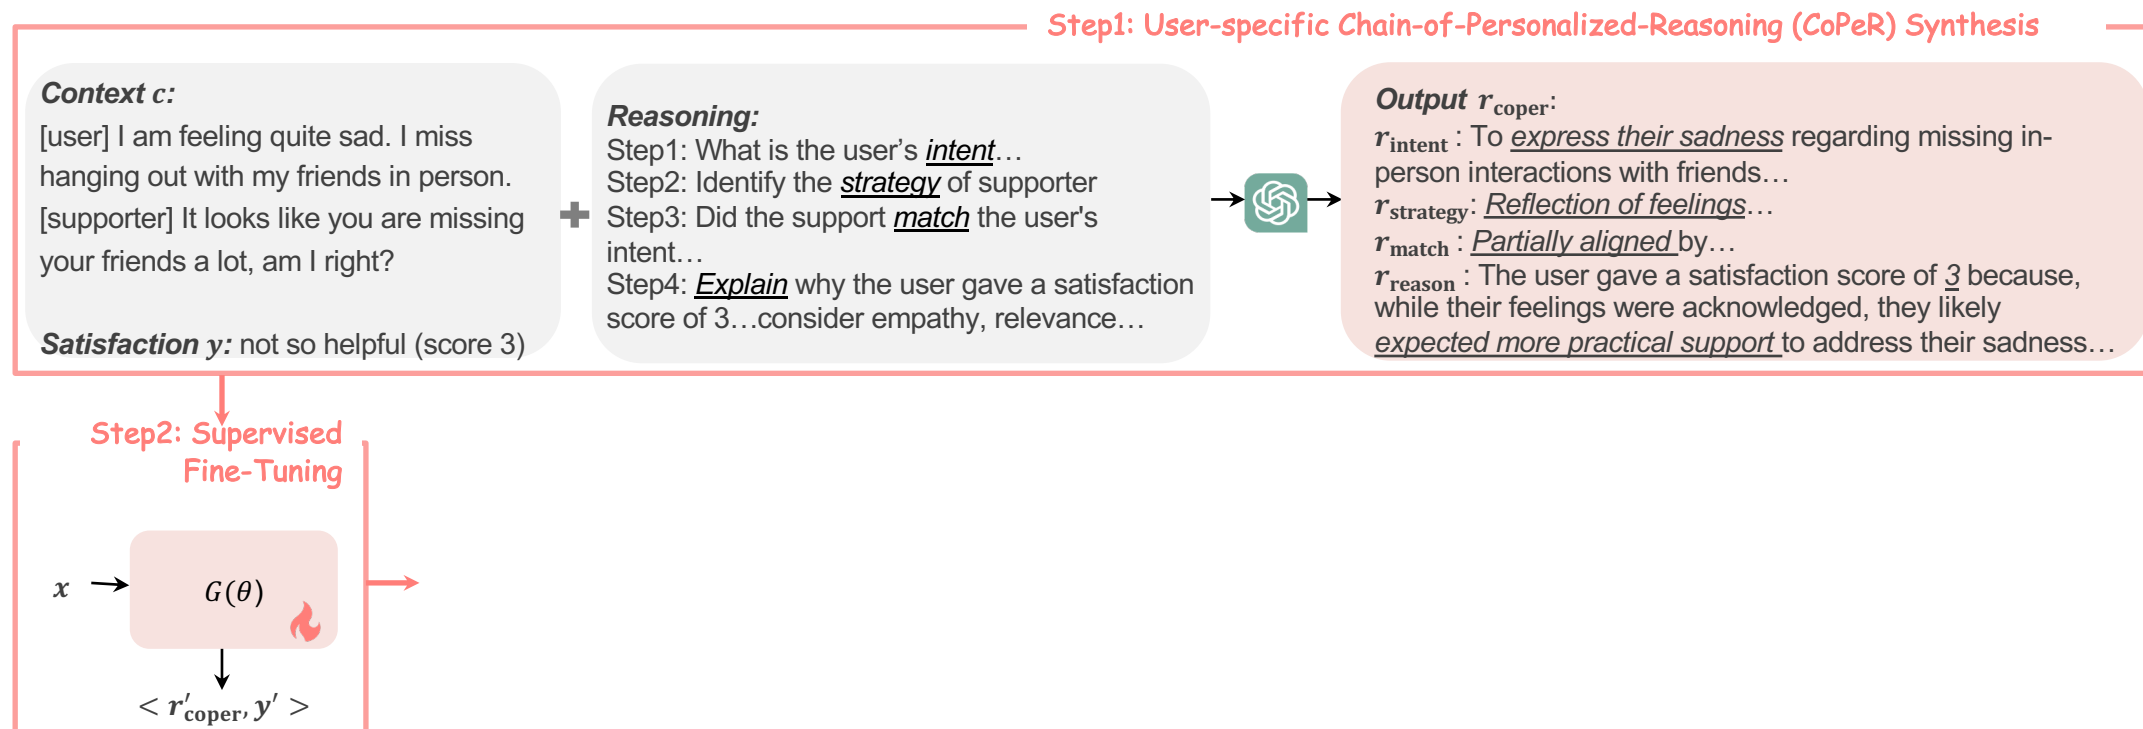 Step1: User-specific Chain-of-Personalized-Reasoning (CoPeR) Synthesis
Context c:
[user] I am feeling quite sad. I miss
hanging out with my friends in person.
[supporter] It looks like you are missing
your friends a lot, am I right?
Satisfaction y: not so helpful (score 3)
Reasoning:
Step1: What is the user's intent…
Step2: Identify the strategy of supporter
Step3: Did the support match the user's
intent…
Step4: Explain why the user gave a satisfaction
score of 3…consider empathy, relevance…
Output r_coper:
r_intent : To express their sadness regarding missing in-
person interactions with friends…
r_strategy: Reflection of feelings…
r_match : Partially aligned by…
r_reason : The user gave a satisfaction score of 3 because,
while their feelings were acknowledged, they likely
expected more practical support to address their sadness…
Step2: Supervised
Fine-Tuning
x
G(θ)
< r′_coper, y′ >